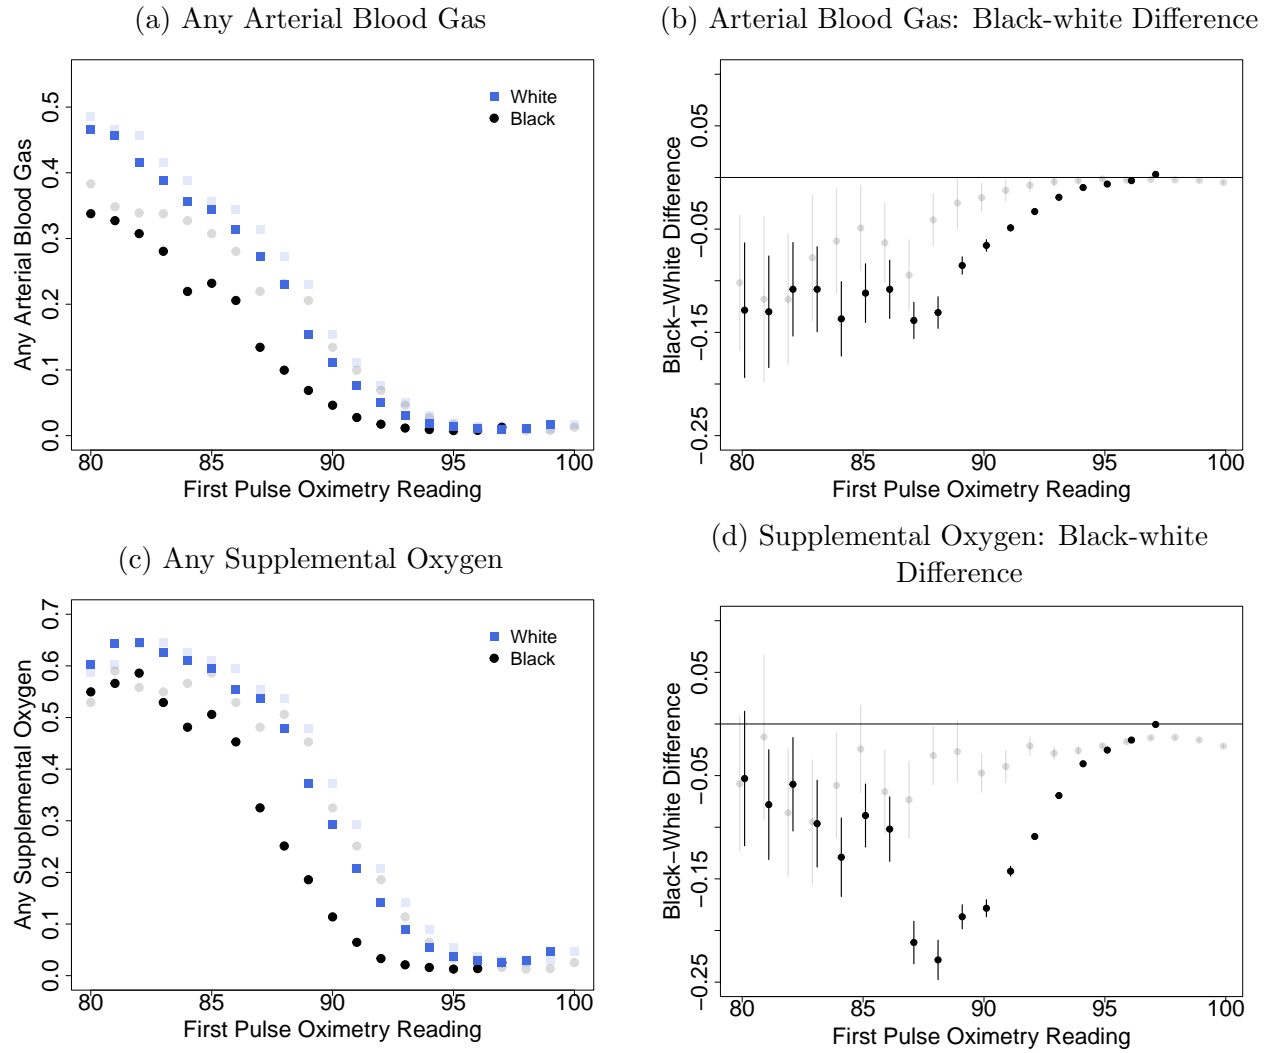 (a) Any Arterial Blood Gas
Any Arterial Blood Gas
0.5
0.4
0.3
0.2
0.1
0.0
White
Black
80 85 90 95 100
First Pulse Oximetry Reading
(b) Arterial Blood Gas: Black-white Difference
Black−White Difference
0.05
−0.05
−0.15
−0.25
80 85 90 95 100
First Pulse Oximetry Reading
(c) Any Supplemental Oxygen
Any Supplemental Oxygen
0.7
0.6
0.5
0.4
0.3
0.2
0.1
0.0
White
Black
80 85 90 95 100
First Pulse Oximetry Reading
(d) Supplemental Oxygen: Black-white
Difference
Black−White Difference
0.05
−0.05
−0.15
−0.25
80 85 90 95 100
First Pulse Oximetry Reading